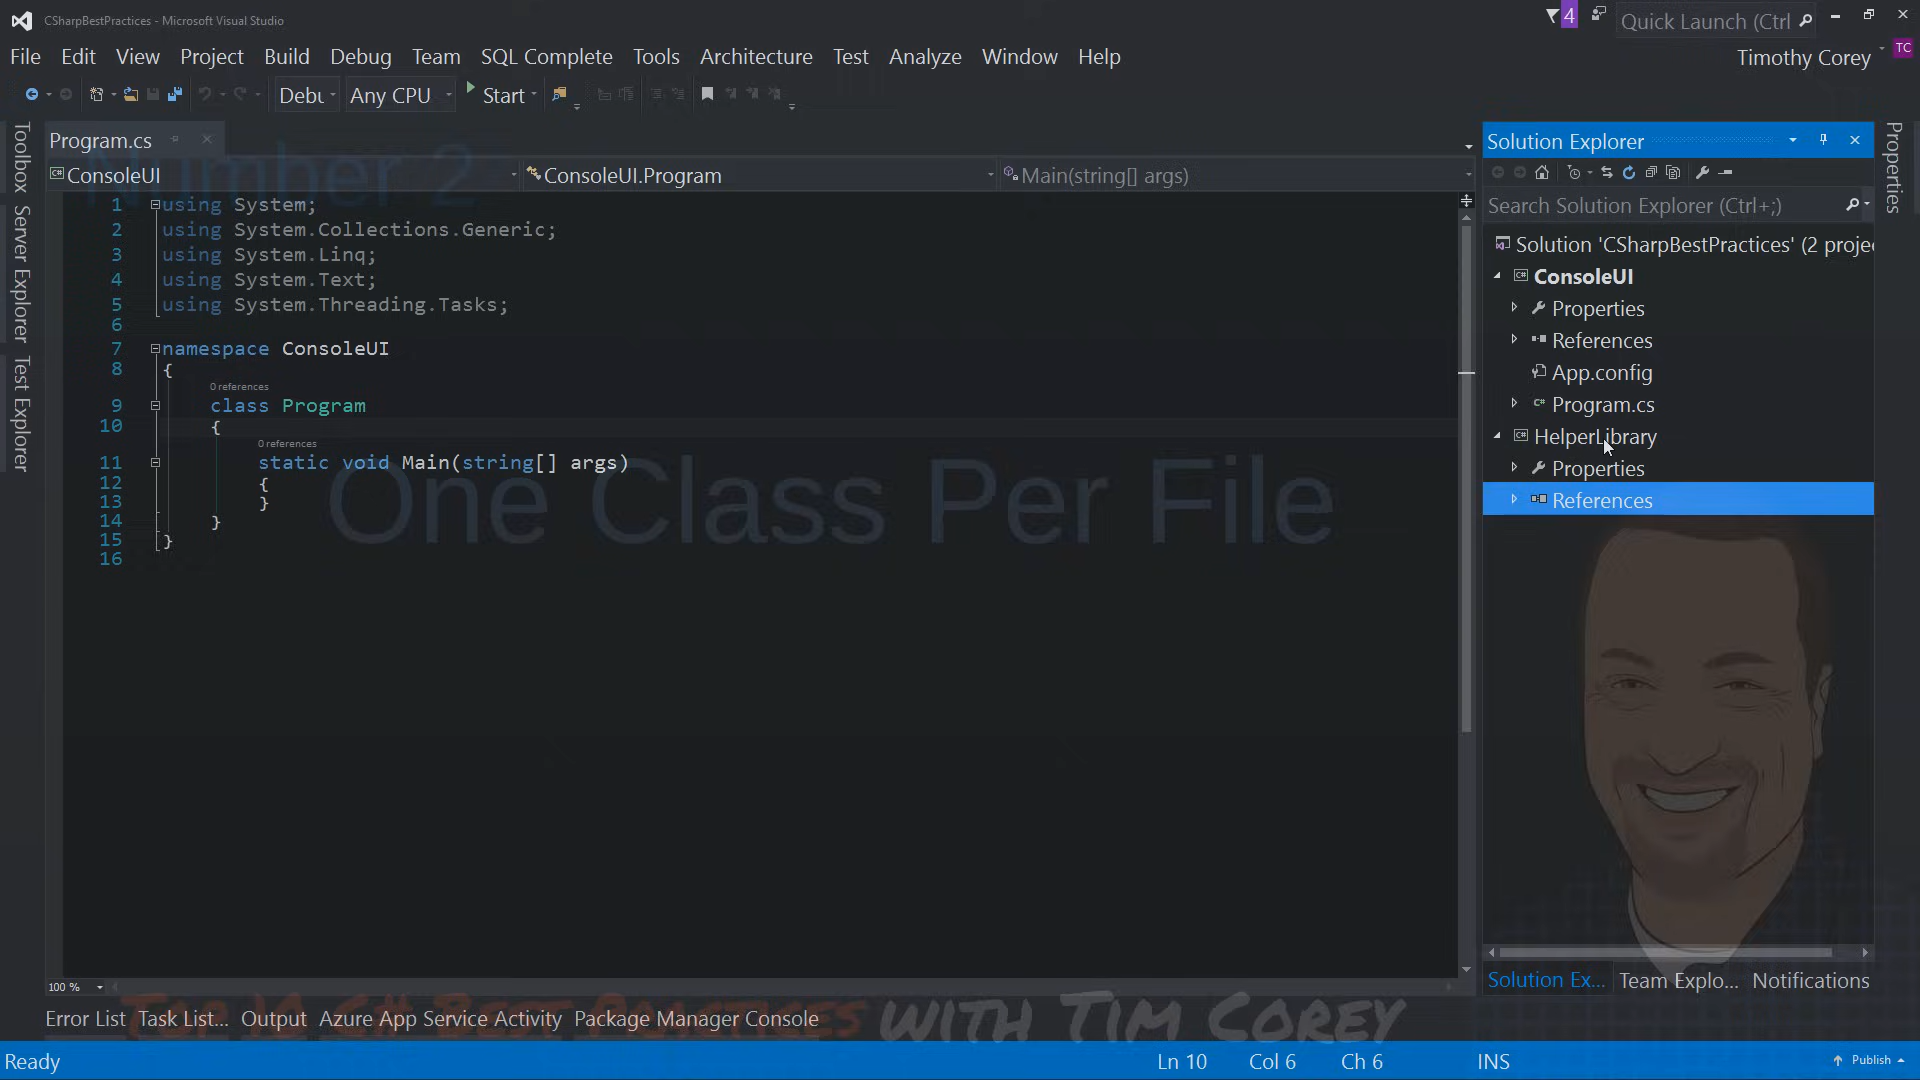 CSharpBestPractices - Microsoft Visual Studio
4
Quick Launch (Ctrl
File Edit View Project Build Debug Team SQL Complete Tools Architecture Test Analyze Window Help
Timothy Corey
TC
Debu
Any CPU
Start
Toolbox
Server Explorer
Test Explorer
Program.cs
Number 2
ConsoleUI
ConsoleUI.Program
Main(string[] args)
1 using System;
2 using System.Collections.Generic;
3 using System.Linq;
4 using System.Text;
5 using System.Threading.Tasks;
6
7 namespace ConsoleUI
8 {
0 references
9 class Program
10 {
0 references
11 static void Main(string[] args)
12 {
13 }
14 }
15 }
16
One Class Per File
Solution Explorer
Search Solution Explorer (Ctrl+;)
Solution 'CSharpBestPractices' (2 proje
ConsoleUI
Properties
References
App.config
Program.cs
HelperLibrary
Properties
References
Solution Ex...
Team Explo...
Notifications
Properties
100 %
Top 10 C# Best Practices with Tim Corey
Error List
Task List...
Output
Azure App Service Activity
Package Manager Console
Ready
Ln 10
Col 6
Ch 6
INS
Publish